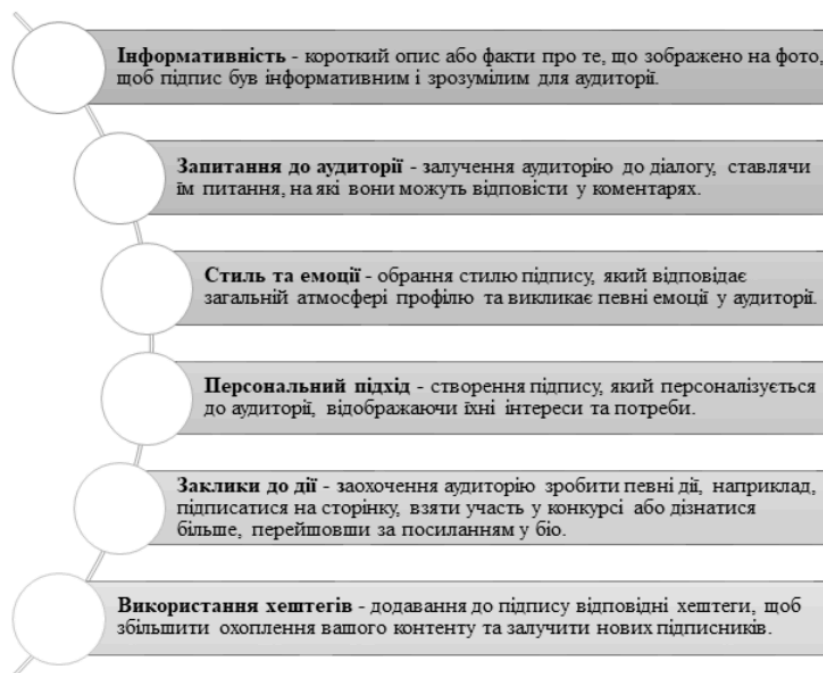 Інформативність - короткий опис або факти про те, що зображено на фото,
щоб підпис був інформативним і зрозумілим для аудиторії.
Запитання до аудиторії - залучення аудиторію до діалогу, ставлячи
їм питання, на які вони можуть відповісти у коментарях.
Стиль та емоції - обрання стилю підпису, який відповідає
загальній атмосфері профілю та викликає певні емоції у аудиторії.
Персональний підхід - створення підпису, який персоналізується
до аудиторії, відображаючи їхні інтереси та потреби.
Заклики до дії - заохочення аудиторію зробити певні дії, наприклад,
підписатися на сторінку, взяти участь у конкурсі або дізнатися
більше, перейшовши за посиланням у біо.
Використання хештегів - додавання до підпису відповідні хештеги, щоб
збільшити охоплення вашого контенту та залучити нових підписників.